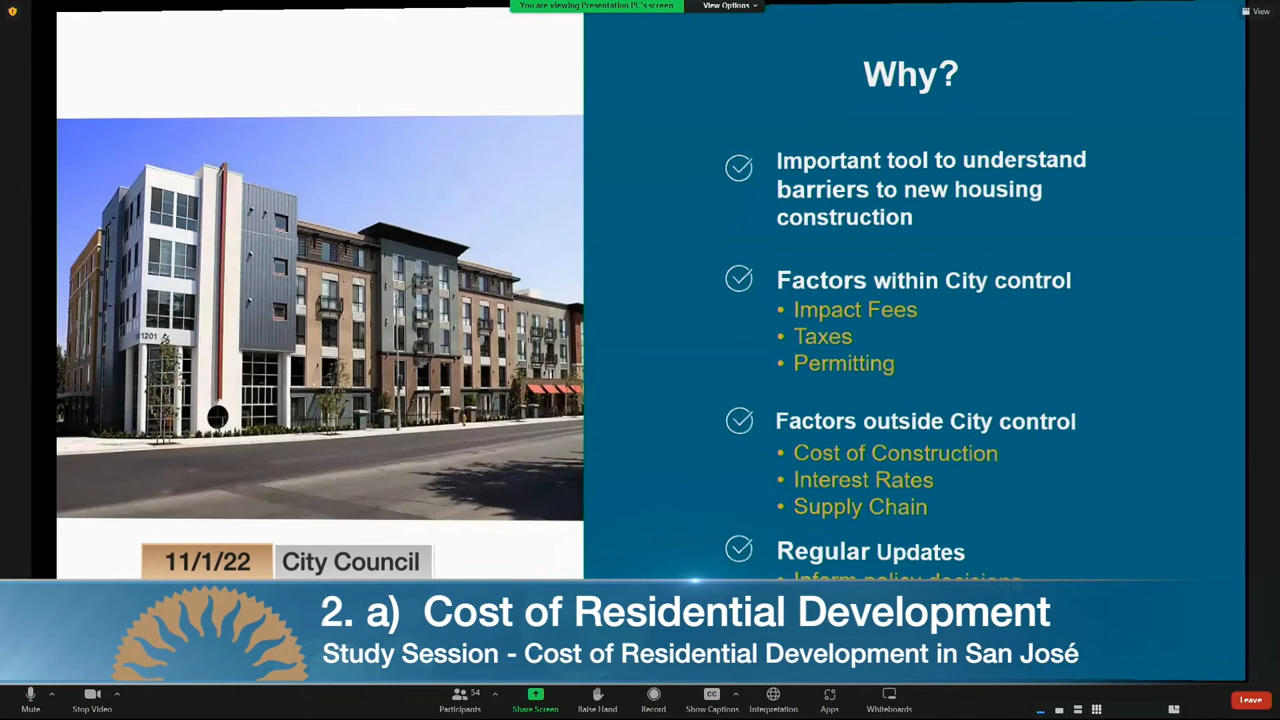 You are viewing Presentation PC's screen
View Options
View
Why?
Important tool to understand
barriers to new housing
construction
Factors within City control
• Impact Fees
• Taxes
• Permitting
Factors outside City control
• Cost of Construction
• Interest Rates
• Supply Chain
Regular Updates
• Inform policy decisions
1201
11/1/22
City Council
2. a) Cost of Residential Development
Study Session - Cost of Residential Development in San José
Mute
Stop Video
54
Participants
Share Screen
Raise Hand
Record
CC
Show Captions
Interpretation
Apps
Whiteboards
Leave